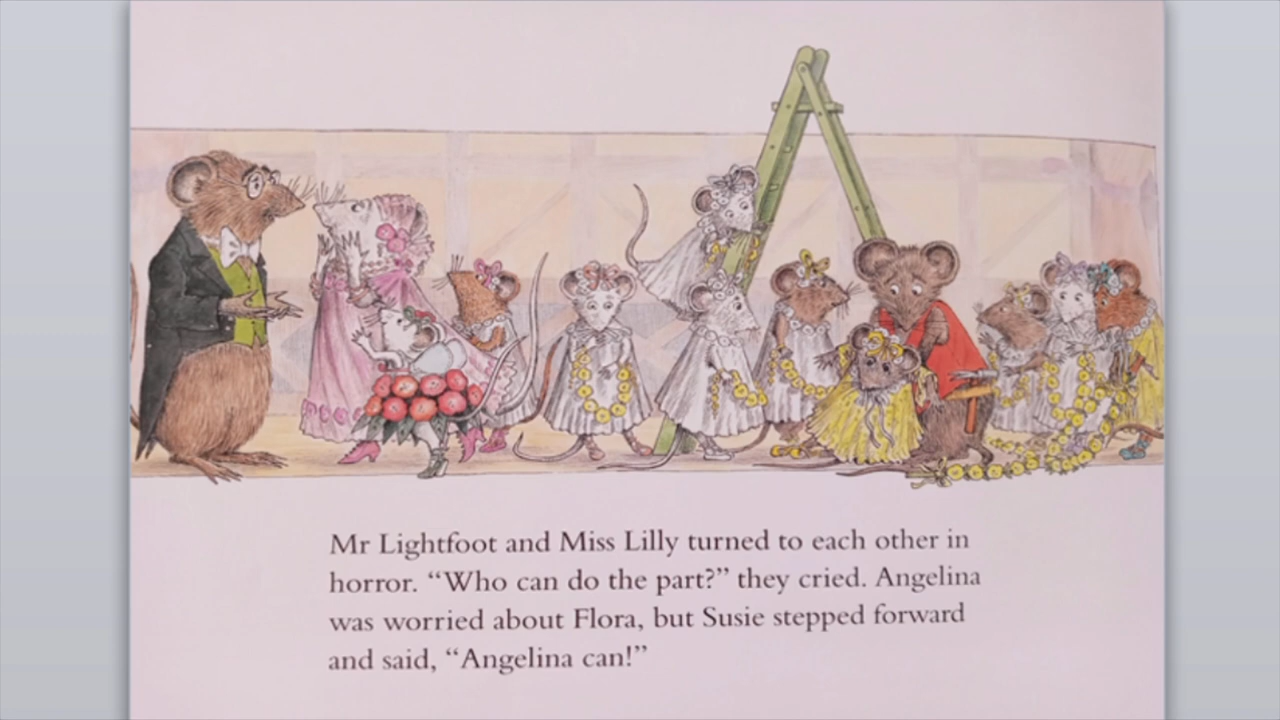 Mr Lightfoot and Miss Lilly turned to each other in
horror. “Who can do the part?” they cried. Angelina
was worried about Flora, but Susie stepped forward
and said, “Angelina can!”